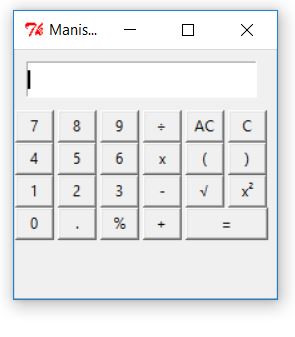 Manis...
7 8 9 ÷ AC C
4 5 6 x ( )
1 2 3 - √ x²
0 . % + =